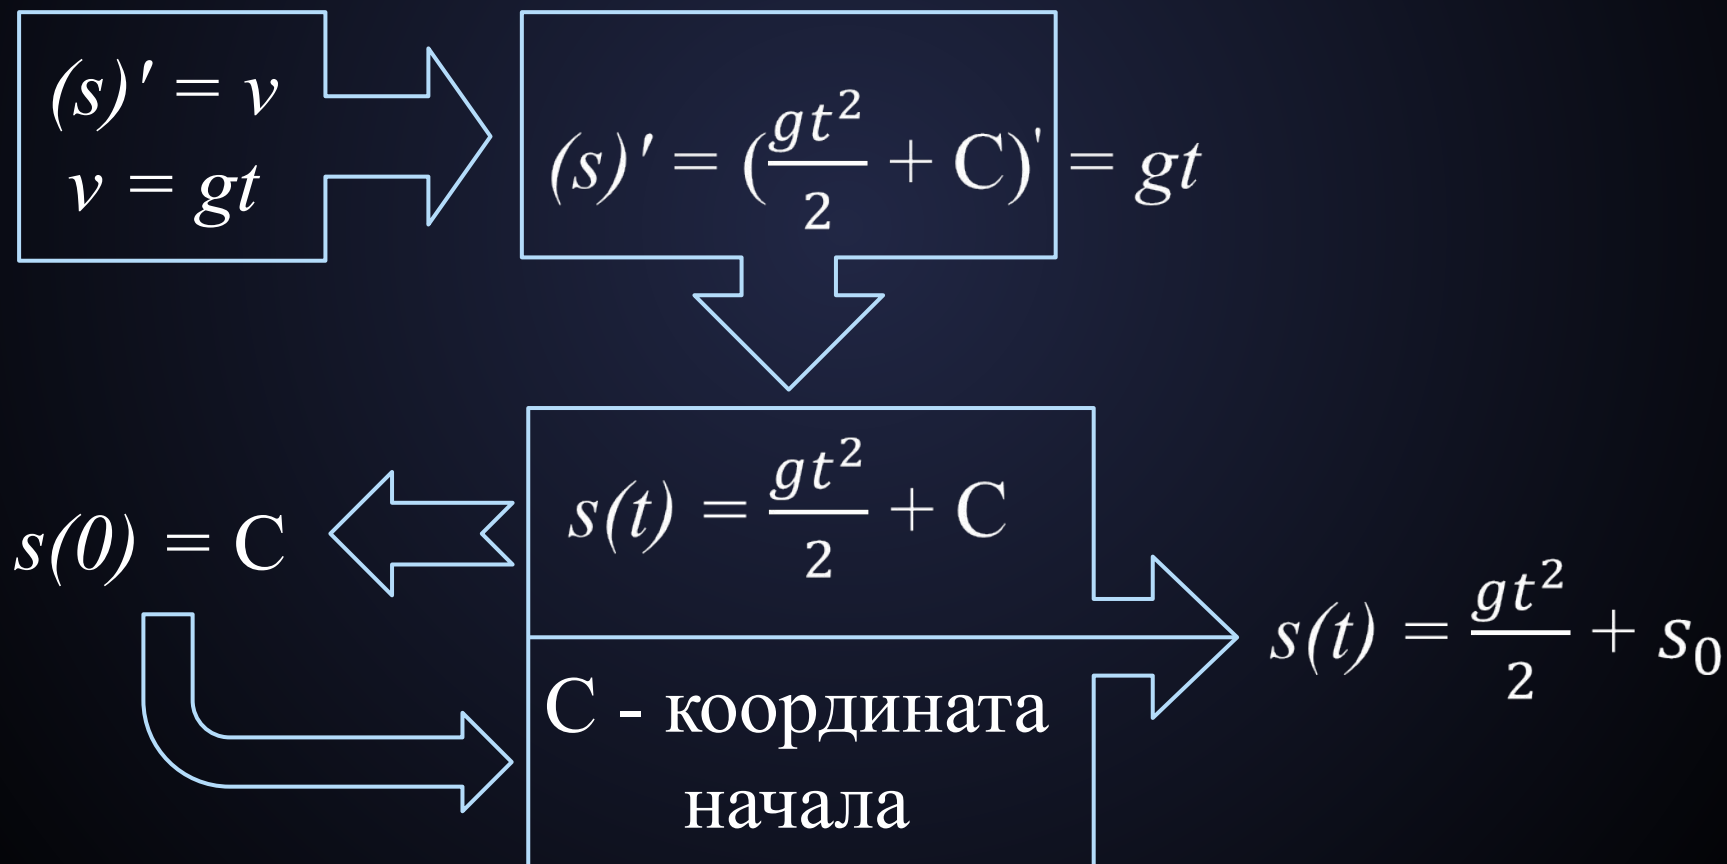 (s)' = v
v = gt
(s)' = (gt²/2 + C)' = gt
s(t) = gt²/2 + C
s(0) = C
C - координата
начала
s(t) = gt²/2 + s₀